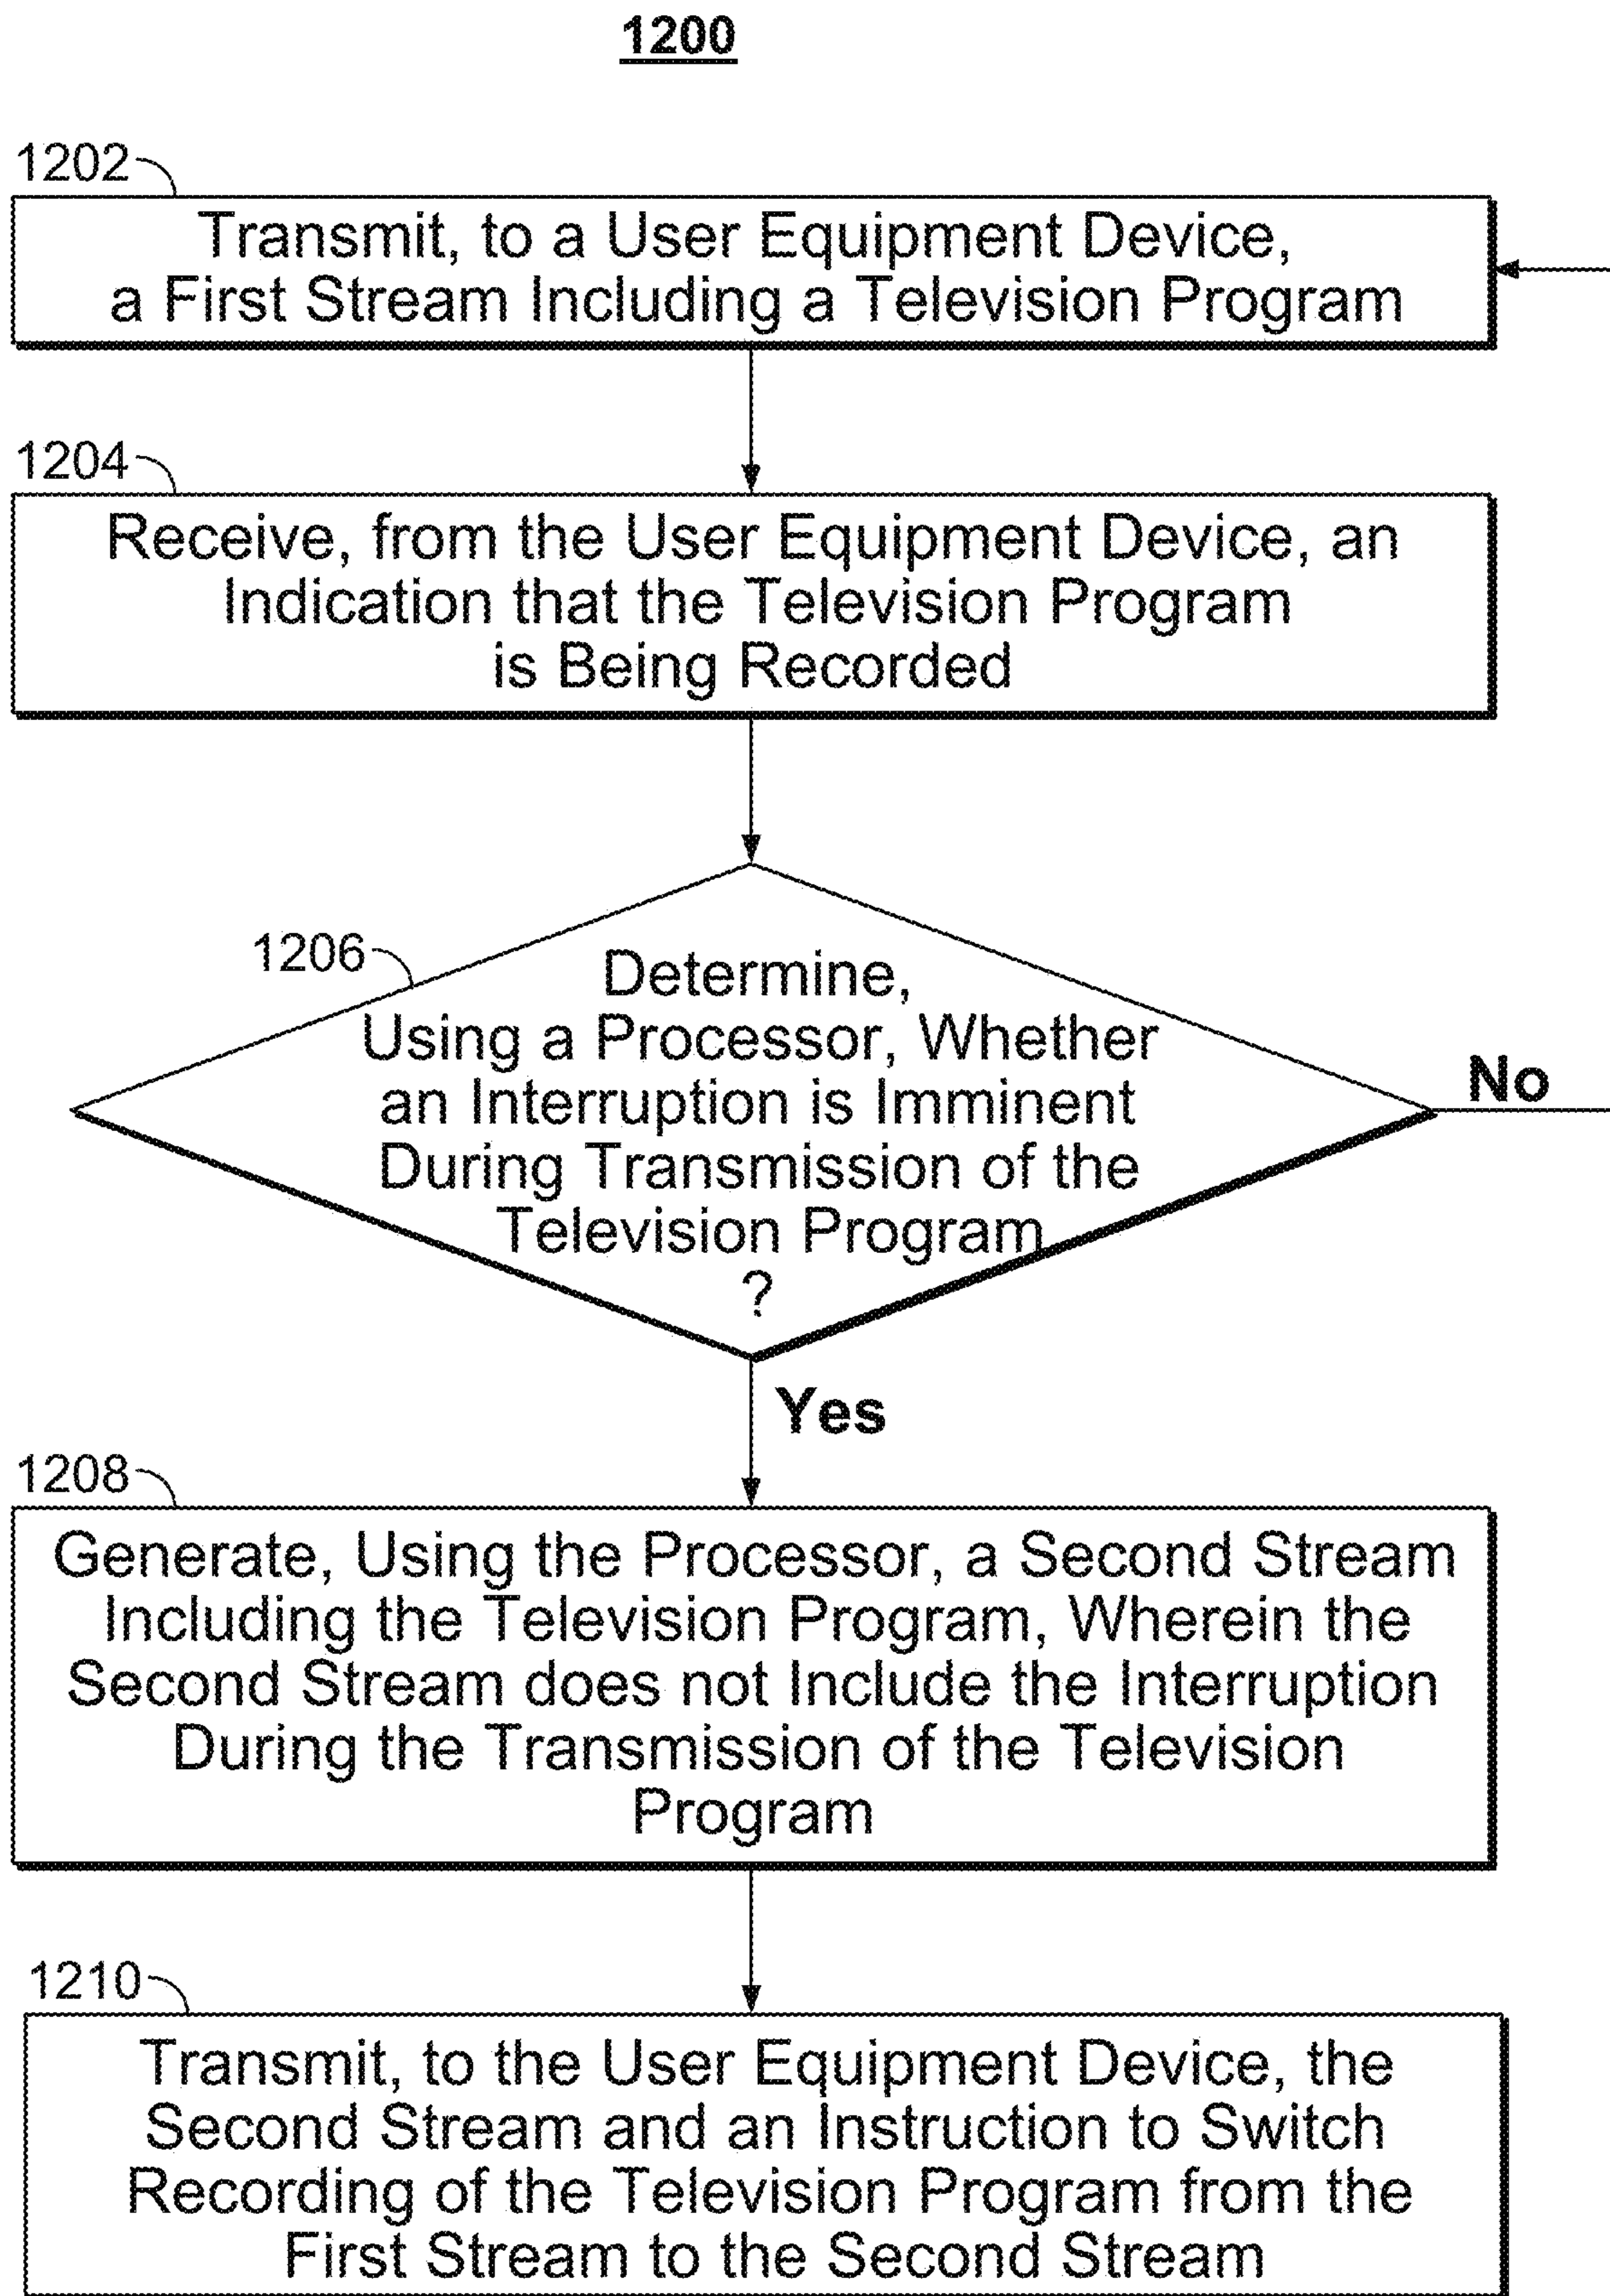 1200
1202
Transmit, to a User Equipment Device,
a First Stream Including a Television Program
1204
Receive, from the User Equipment Device, an
Indication that the Television Program
is Being Recorded
1206
Determine,
Using a Processor, Whether
an Interruption is Imminent
During Transmission of the
Television Program
?
No
Yes
1208
Generate, Using the Processor, a Second Stream
Including the Television Program, Wherein the
Second Stream does not Include the Interruption
During the Transmission of the Television
Program
1210
Transmit, to the User Equipment Device, the
Second Stream and an Instruction to Switch
Recording of the Television Program from the
First Stream to the Second Stream